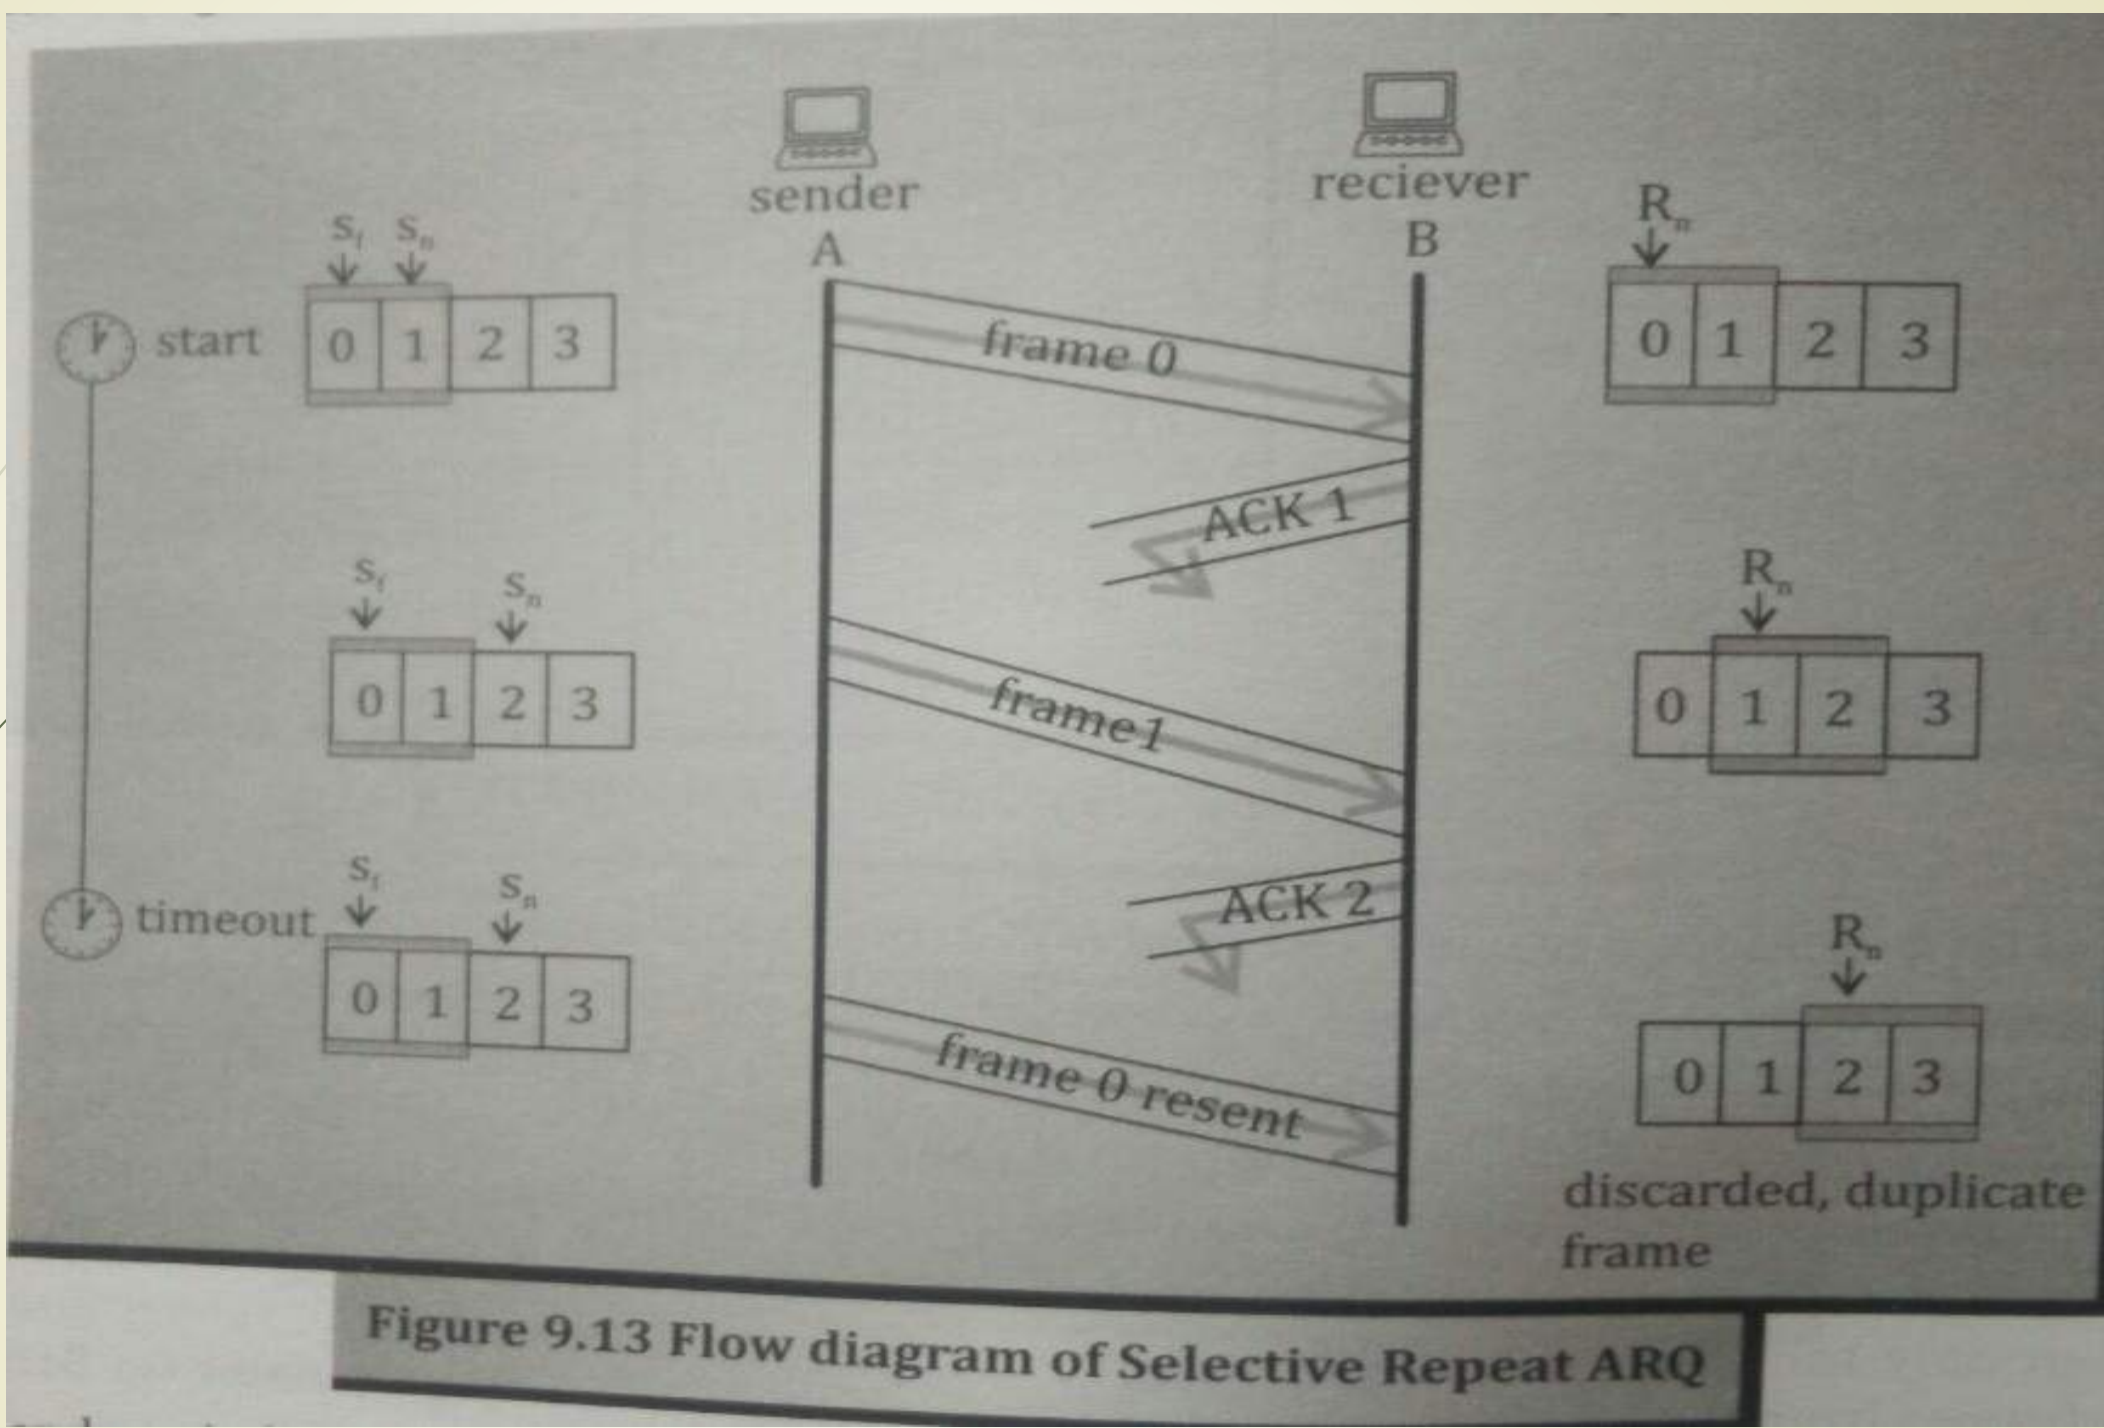 sender
reciever
A
B
Sf Sn
Rn
start
0 1 2 3
frame 0
0 1 2 3
ACK 1
Sf Sn
Rn
0 1 2 3
frame1
0 1 2 3
ACK 2
Sf Sn
Rn
timeout
0 1 2 3
frame 0 resent
0 1 2 3
discarded, duplicate
frame
Figure 9.13 Flow diagram of Selective Repeat ARQ